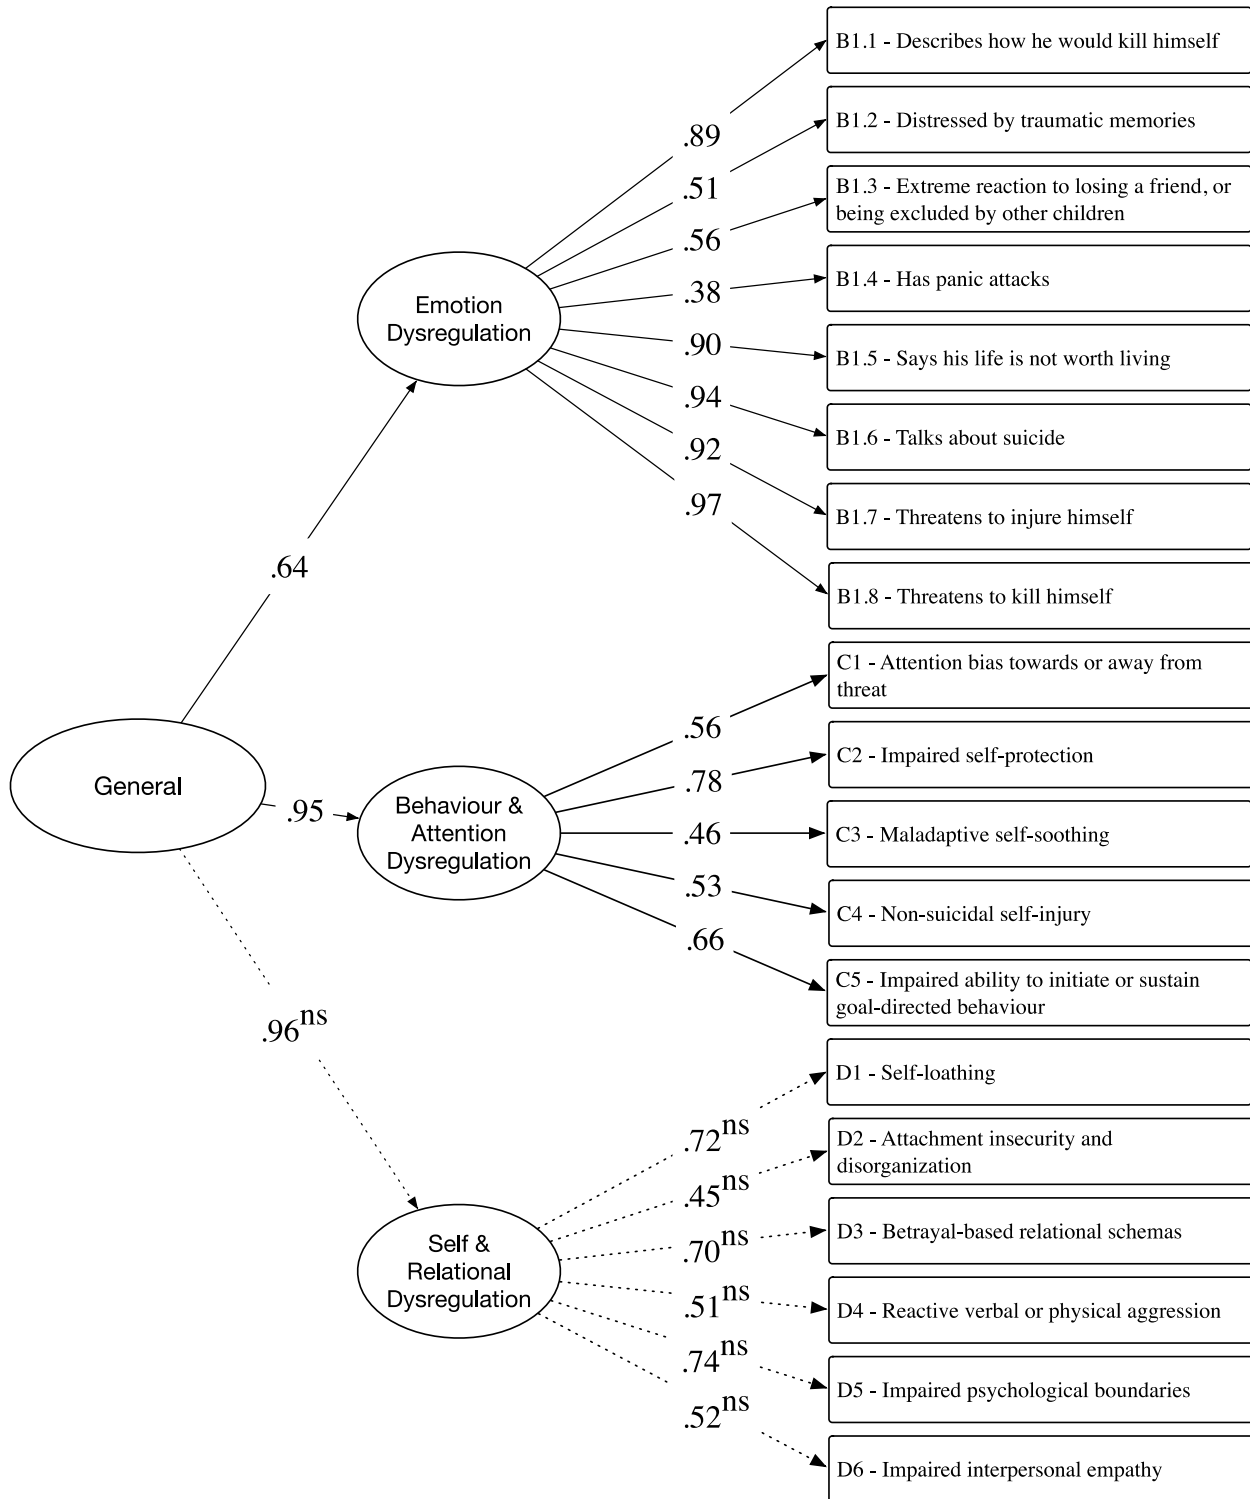 B1.1 - Describes how he would kill himself
.89
B1.2 - Distressed by traumatic memories
.51
B1.3 - Extreme reaction to losing a friend, or
being excluded by other children
.56
Emotion
Dysregulation
.38
B1.4 - Has panic attacks
.90
B1.5 - Says his life is not worth living
.94
B1.6 - Talks about suicide
.92
B1.7 - Threatens to injure himself
.97
B1.8 - Threatens to kill himself
.64
C1 - Attention bias towards or away from
threat
.56
General
.78
C2 - Impaired self-protection
.95
Behaviour &
Attention
Dysregulation
.46
C3 - Maladaptive self-soothing
.53
C4 - Non-suicidal self-injury
.66
C5 - Impaired ability to initiate or sustain
goal-directed behaviour
.96ns
D1 - Self-loathing
.72ns
D2 - Attachment insecurity and
disorganization
.45ns
Self &
Relational
Dysregulation
.70ns
D3 - Betrayal-based relational schemas
.51ns
D4 - Reactive verbal or physical aggression
.74ns
D5 - Impaired psychological boundaries
.52ns
D6 - Impaired interpersonal empathy